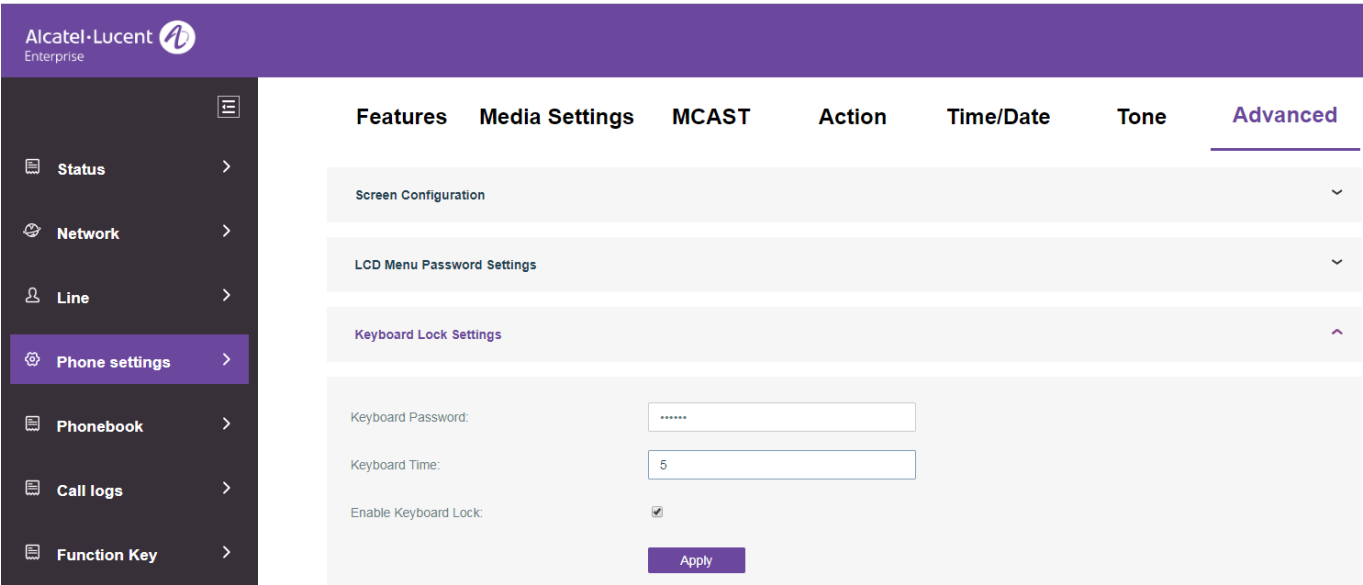 Alcatel·Lucent
Enterprise
Features Media Settings MCAST Action Time/Date Tone Advanced
Status
Network
Line
Phone settings
Phonebook
Call logs
Function Key
Screen Configuration
LCD Menu Password Settings
Keyboard Lock Settings
Keyboard Password: ••••••
Keyboard Time: 5
Enable Keyboard Lock:
Apply